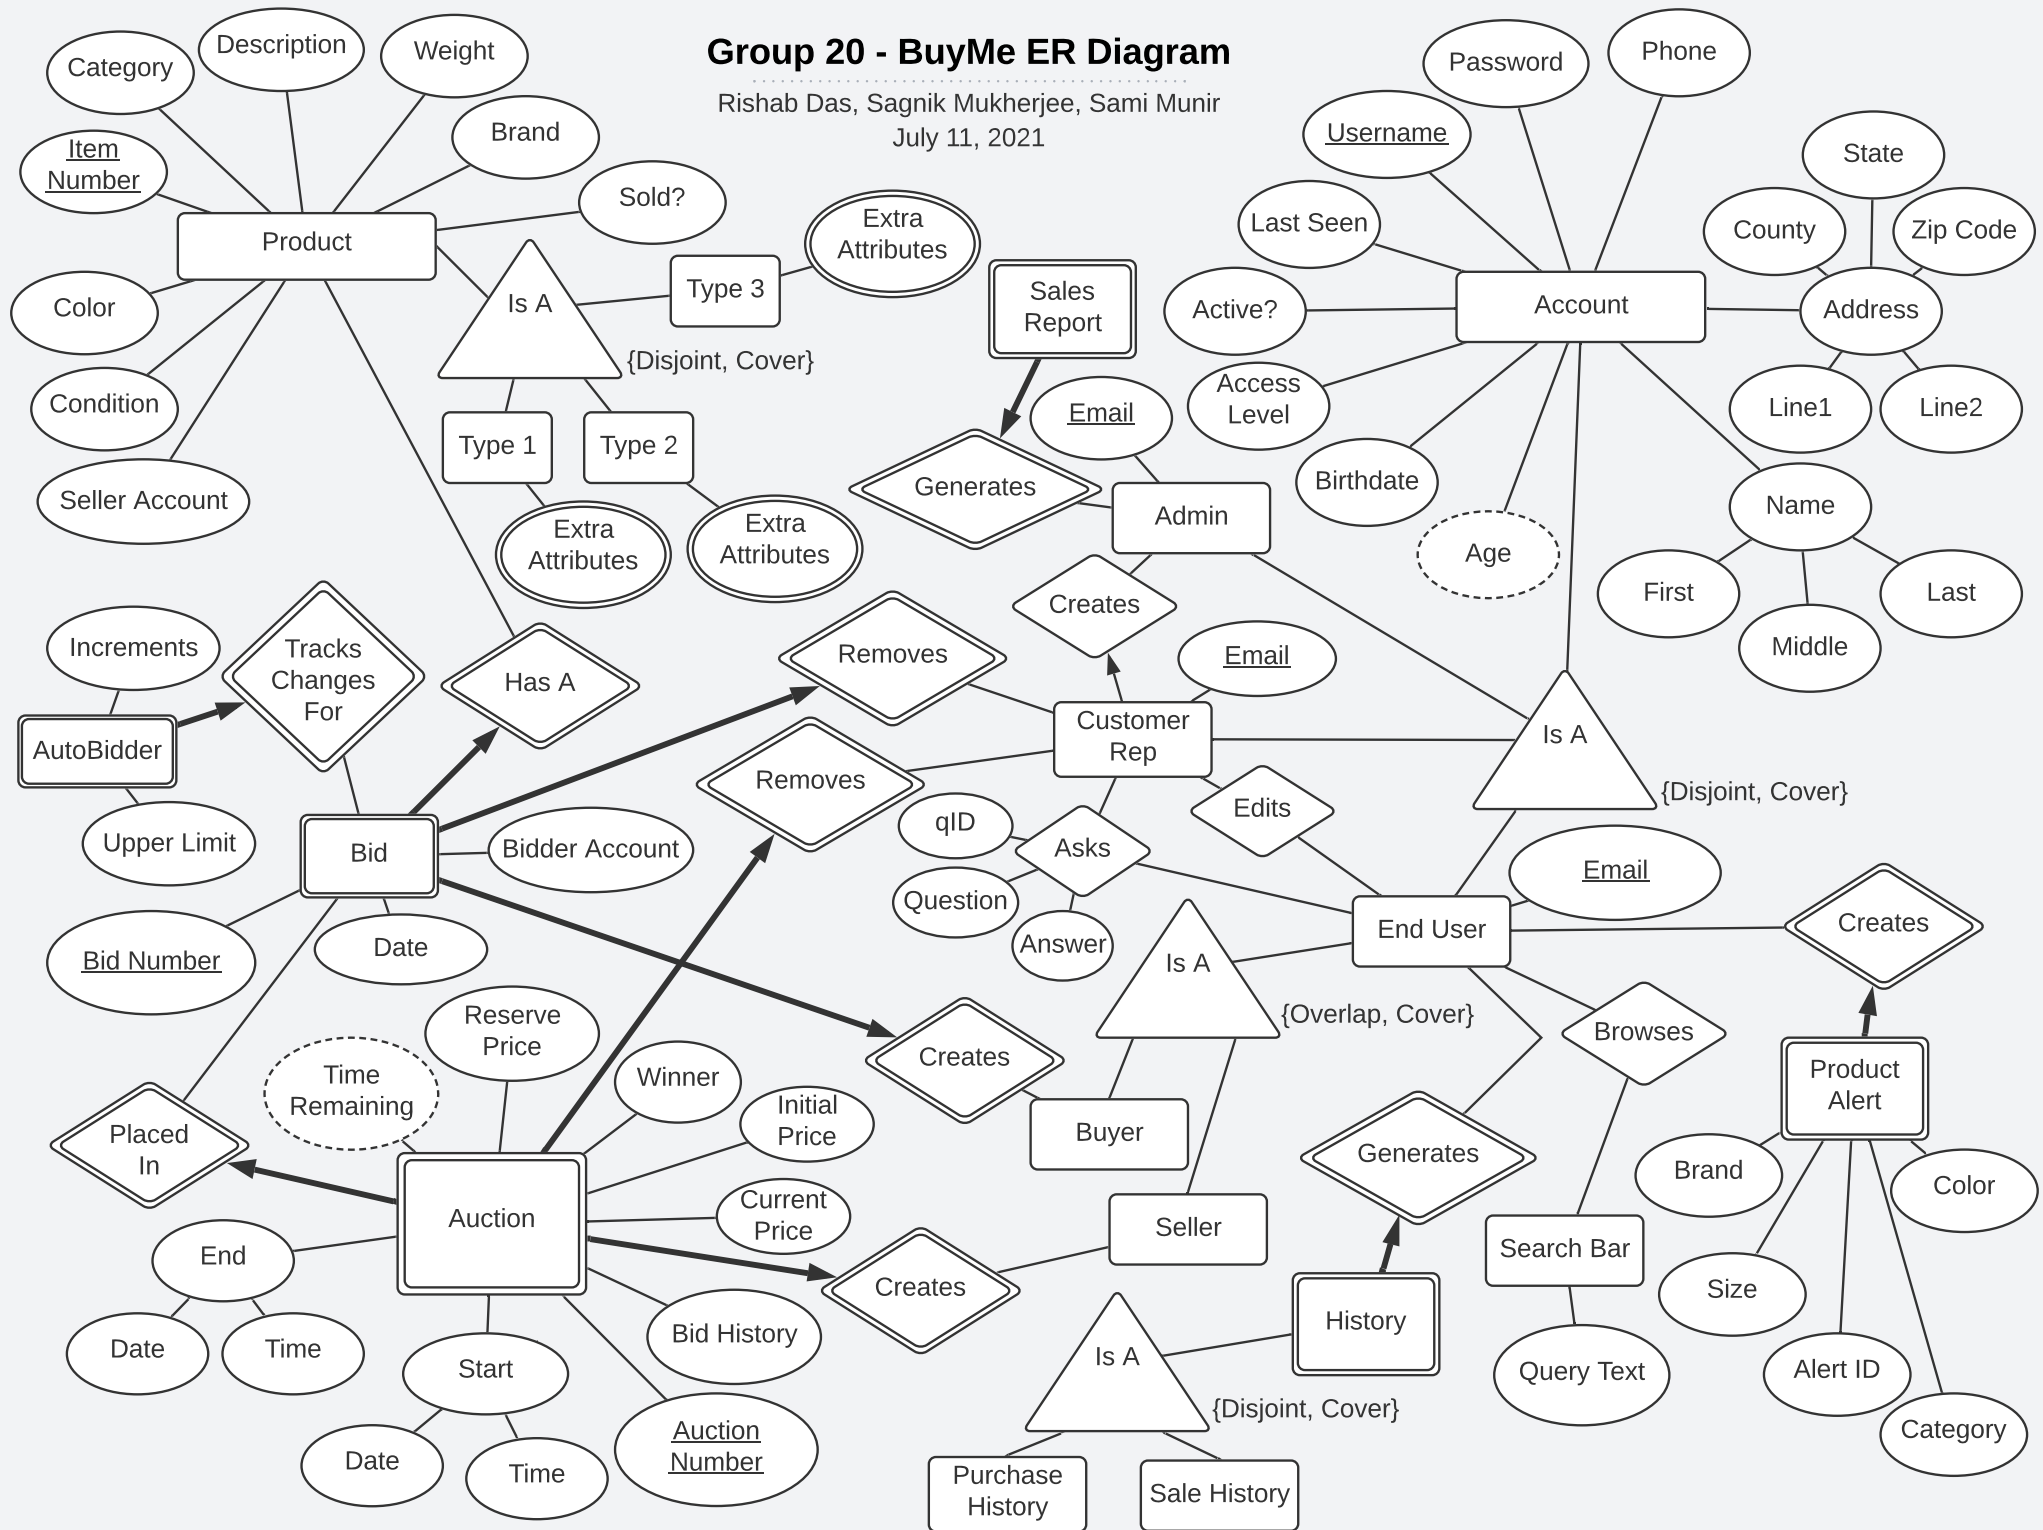 Group 20 - BuyMe ER Diagram
Rishab Das, Sagnik Mukherjee, Sami Munir
July 11, 2021
Category
Description
Weight
Brand
Item
Number
Sold?
Product
Color
Condition
Seller Account
Is A
{Disjoint, Cover}
Type 3
Extra
Attributes
Type 1
Type 2
Extra
Attributes
Extra
Attributes
Sales
Report
Generates
Email
Admin
Creates
Password
Phone
Username
Last Seen
Active?
Access
Level
Birthdate
Age
Account
State
County
Zip Code
Address
Line1
Line2
Name
First
Middle
Last
Is A
{Disjoint, Cover}
Increments
Tracks
Changes
For
AutoBidder
Upper Limit
Has A
Removes
Removes
Email
Customer
Rep
Edits
qID
Asks
Question
Answer
Bid
Bidder Account
Bid Number
Date
Email
End User
Creates
Is A
{Overlap, Cover}
Browses
Creates
Buyer
Seller
Generates
Product
Alert
Brand
Color
Size
Alert ID
Category
Search Bar
Query Text
Reserve
Price
Time
Remaining
Winner
Initial
Price
Placed
In
Auction
Current
Price
Creates
End
Date
Time
Start
Date
Time
Bid History
Auction
Number
History
Is A
{Disjoint, Cover}
Purchase
History
Sale History